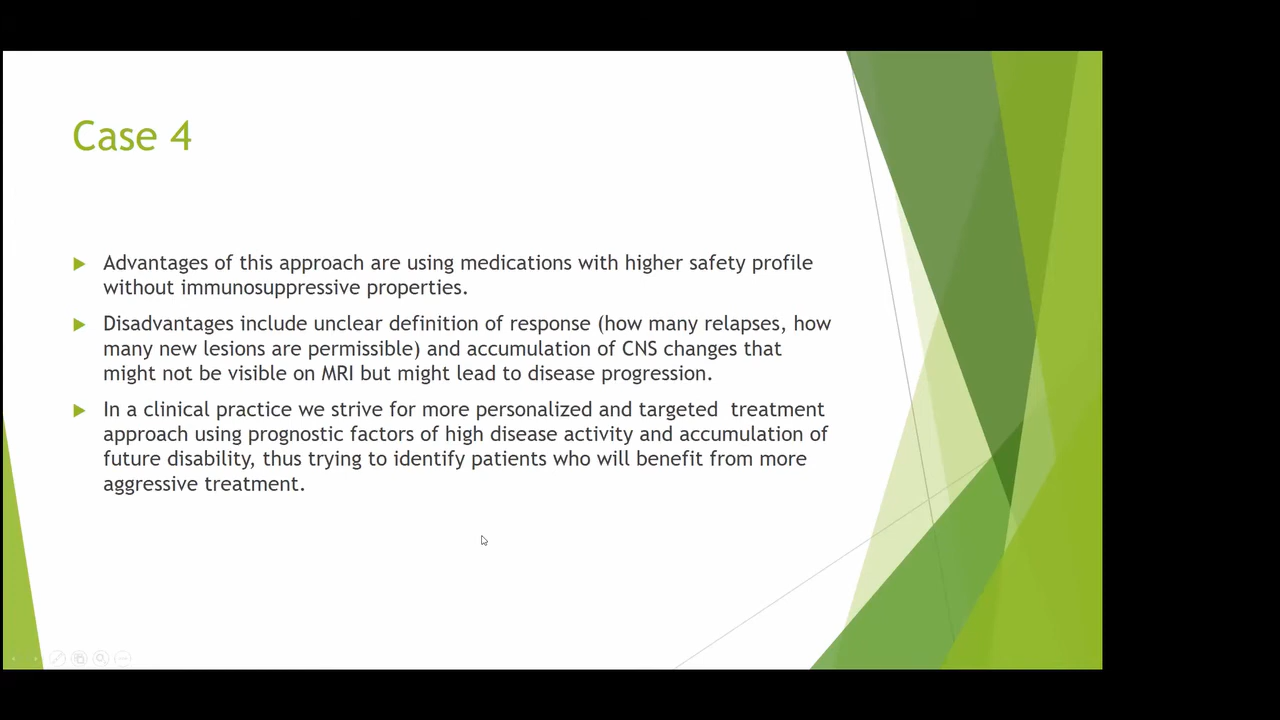 Case 4
Advantages of this approach are using medications with higher safety profile
without immunosuppressive properties.
Disadvantages include unclear definition of response (how many relapses, how
many new lesions are permissible) and accumulation of CNS changes that
might not be visible on MRI but might lead to disease progression.
In a clinical practice we strive for more personalized and targeted  treatment
approach using prognostic factors of high disease activity and accumulation of
future disability, thus trying to identify patients who will benefit from more
aggressive treatment.